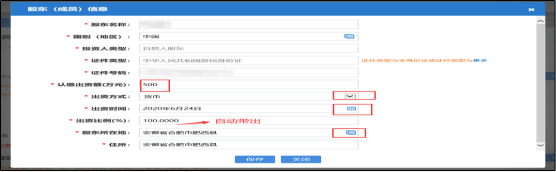 股东（成员）信息
* 股东名称：
* 国别（地区）： 中国
* 投资人类型： 自然人股东
* 证件类型： 中华人民共和国居民身份证
* 证件号码：
* 认缴出资额(万元)： 500
* 出资方式： 货币
* 出资时间： 2020年6月24日
* 出资比例(%)： 100.0000 自动带出
* 股东所在地： 安徽省合肥市肥西县
* 住所： 安徽省合肥市肥西县
保存 关闭